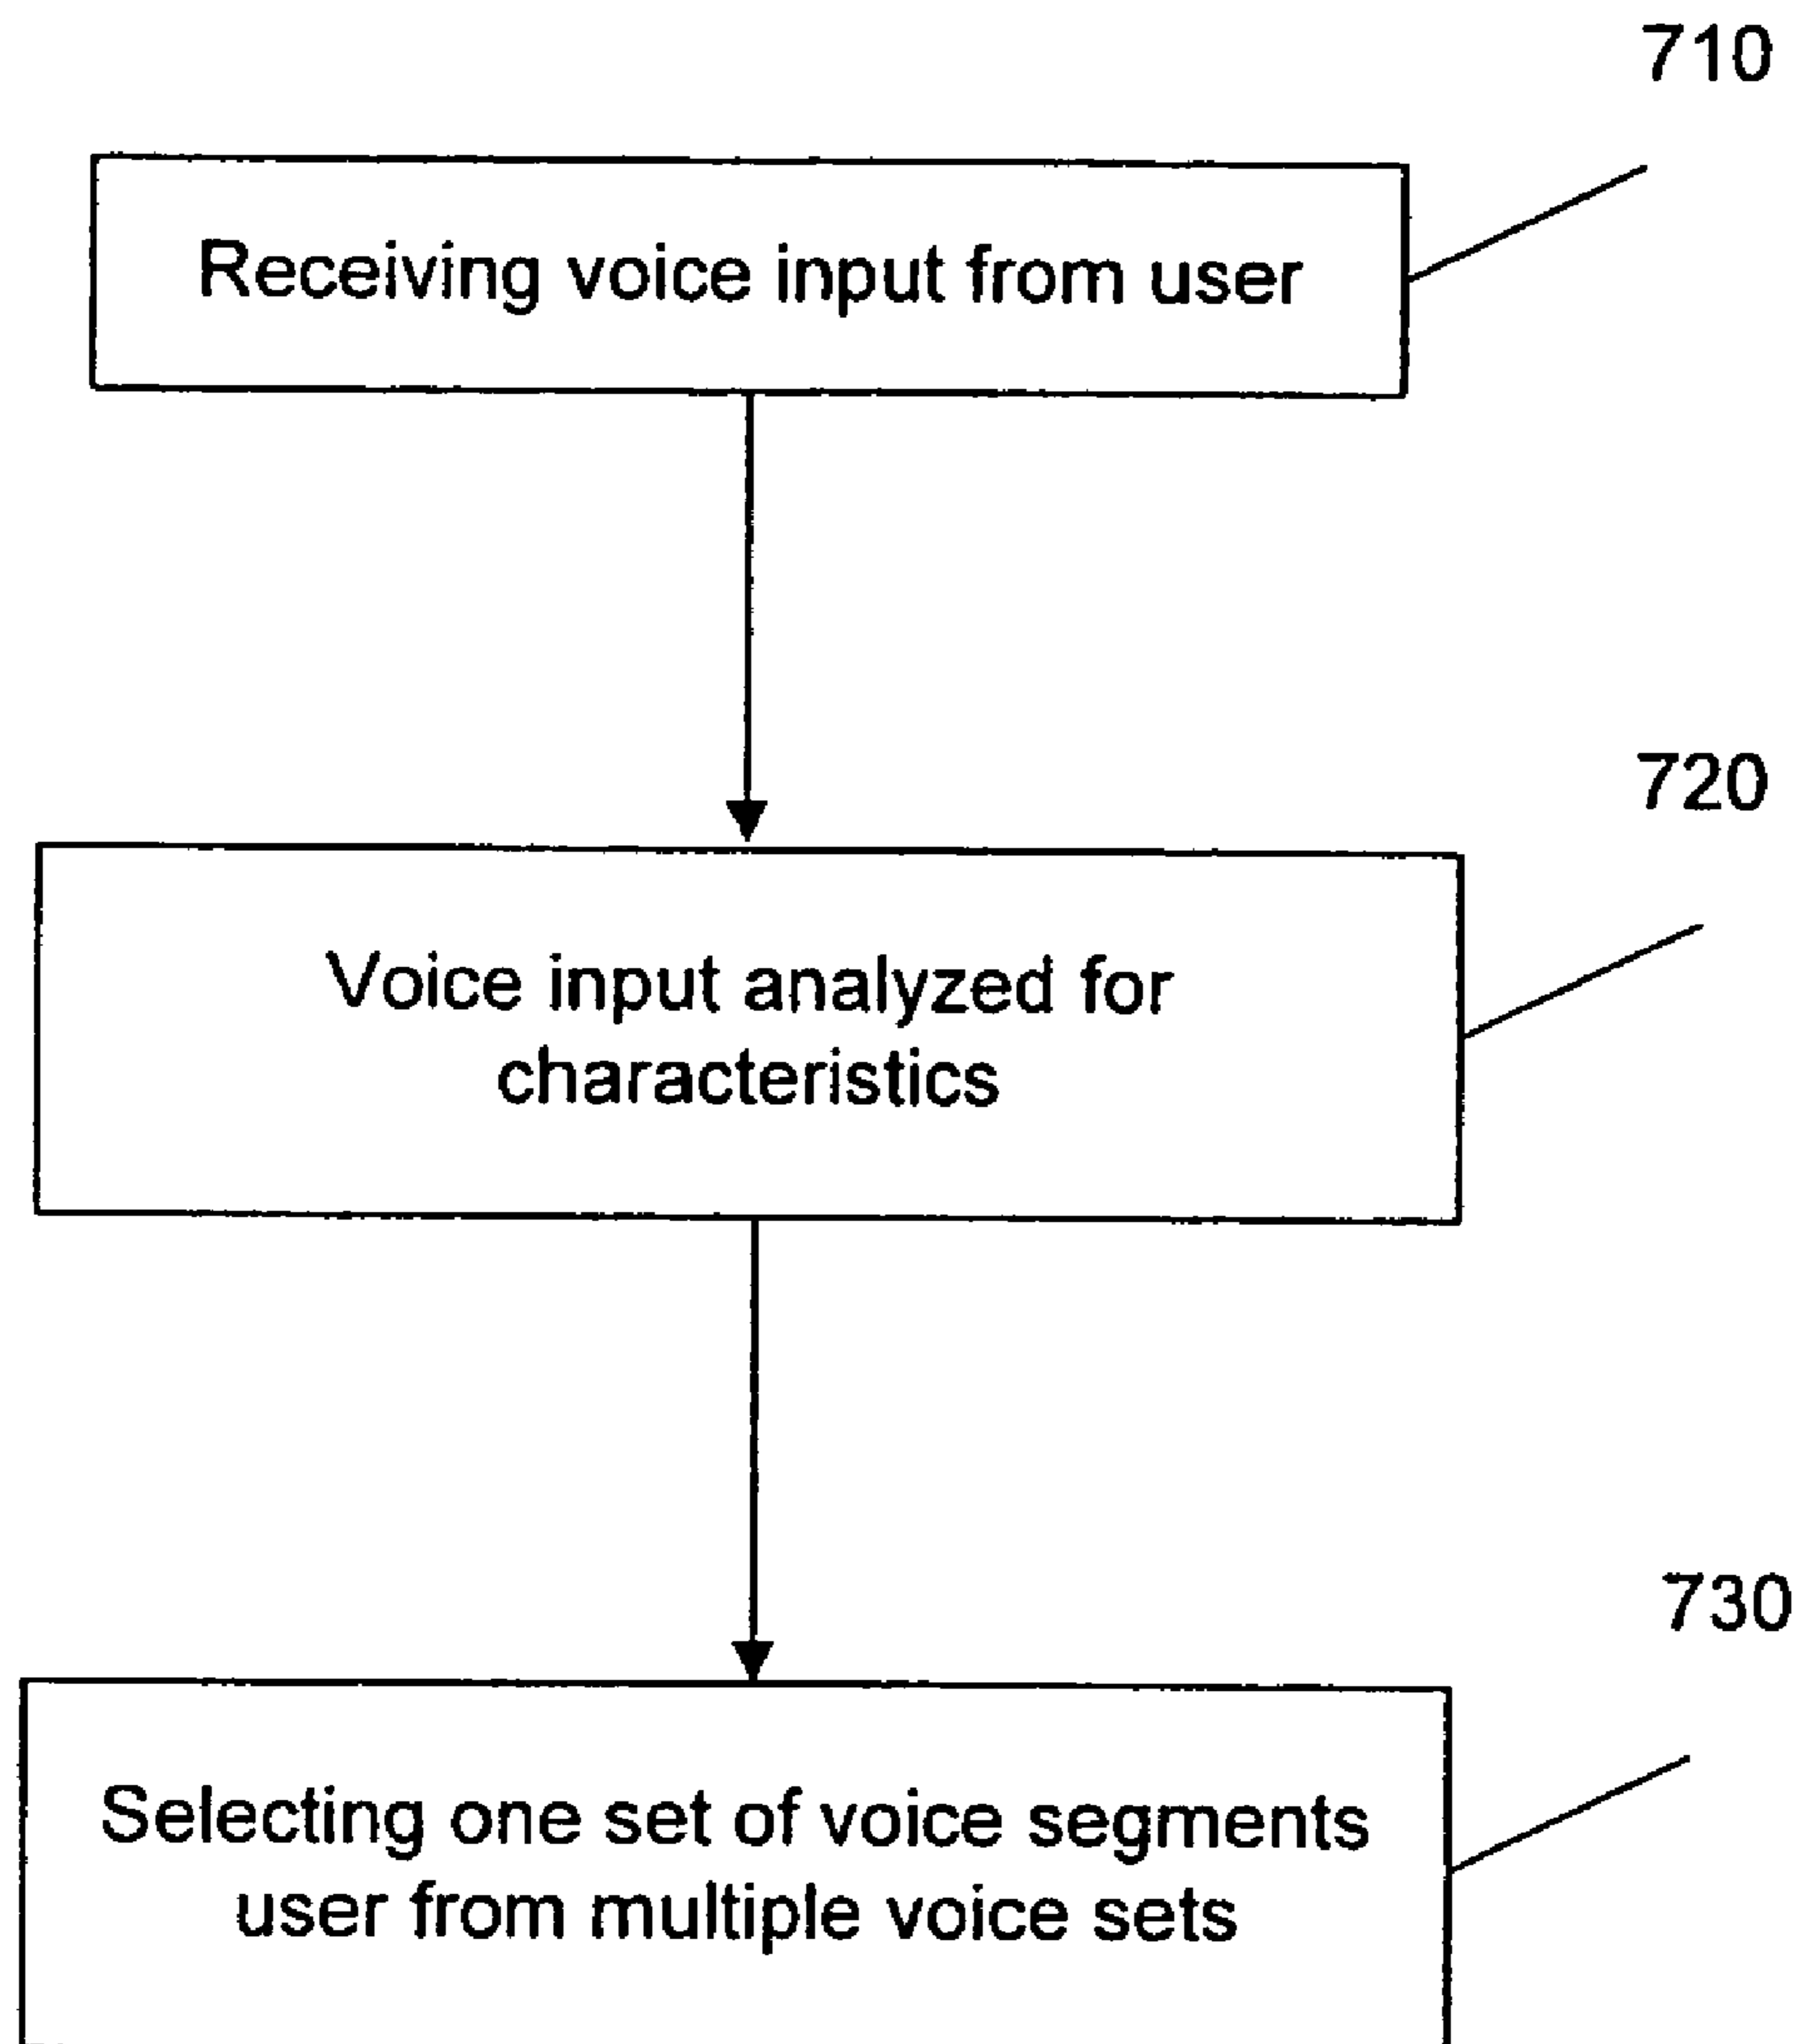 710
Receiving voice input from user
720
Voice input analyzed for
characteristics
730
Selecting one set of voice segments
user from multiple voice sets